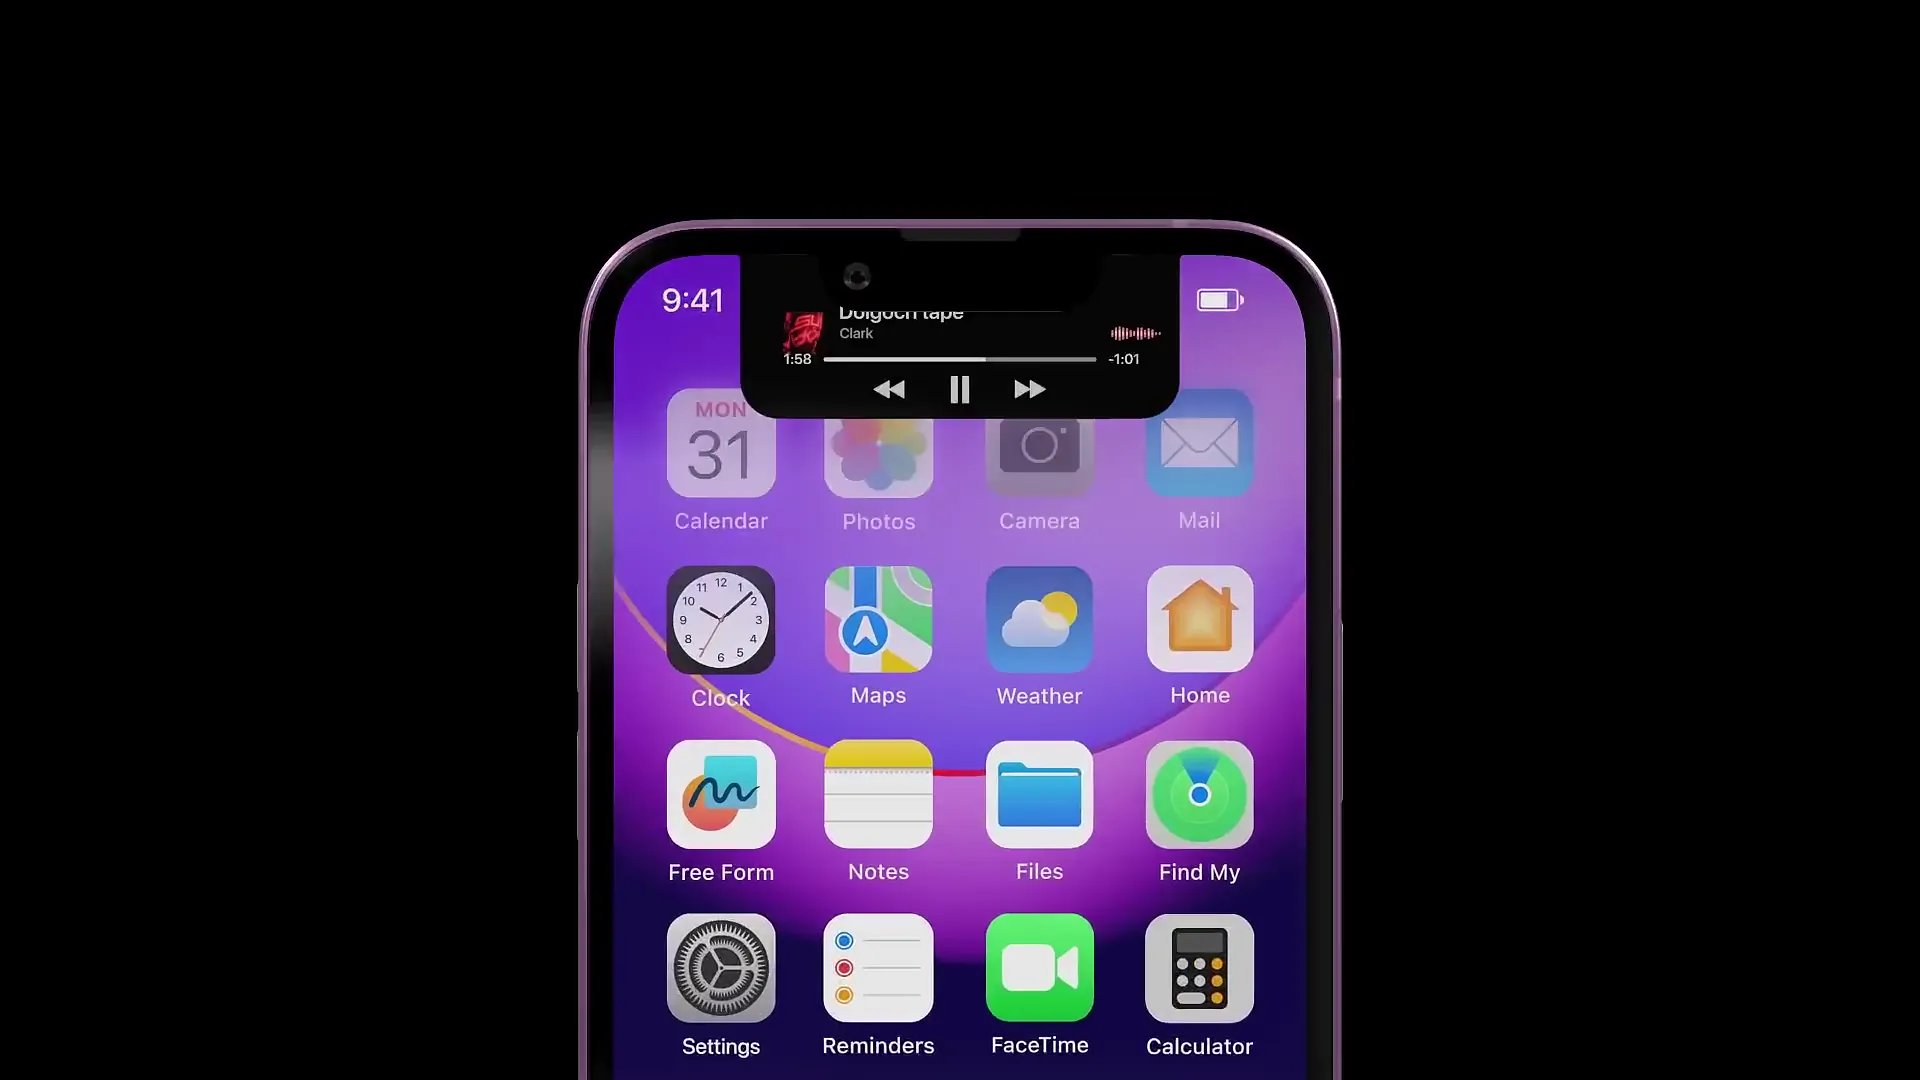 9:41
Dolgoch tape
Clark
1:58
-1:01
MON
31
Calendar
Photos
Camera
Mail
12
1
2
3
4
5
6
7
8
9
10
11
Clock
Maps
Weather
Home
Free Form
Notes
Files
Find My
Settings
Reminders
FaceTime
Calculator